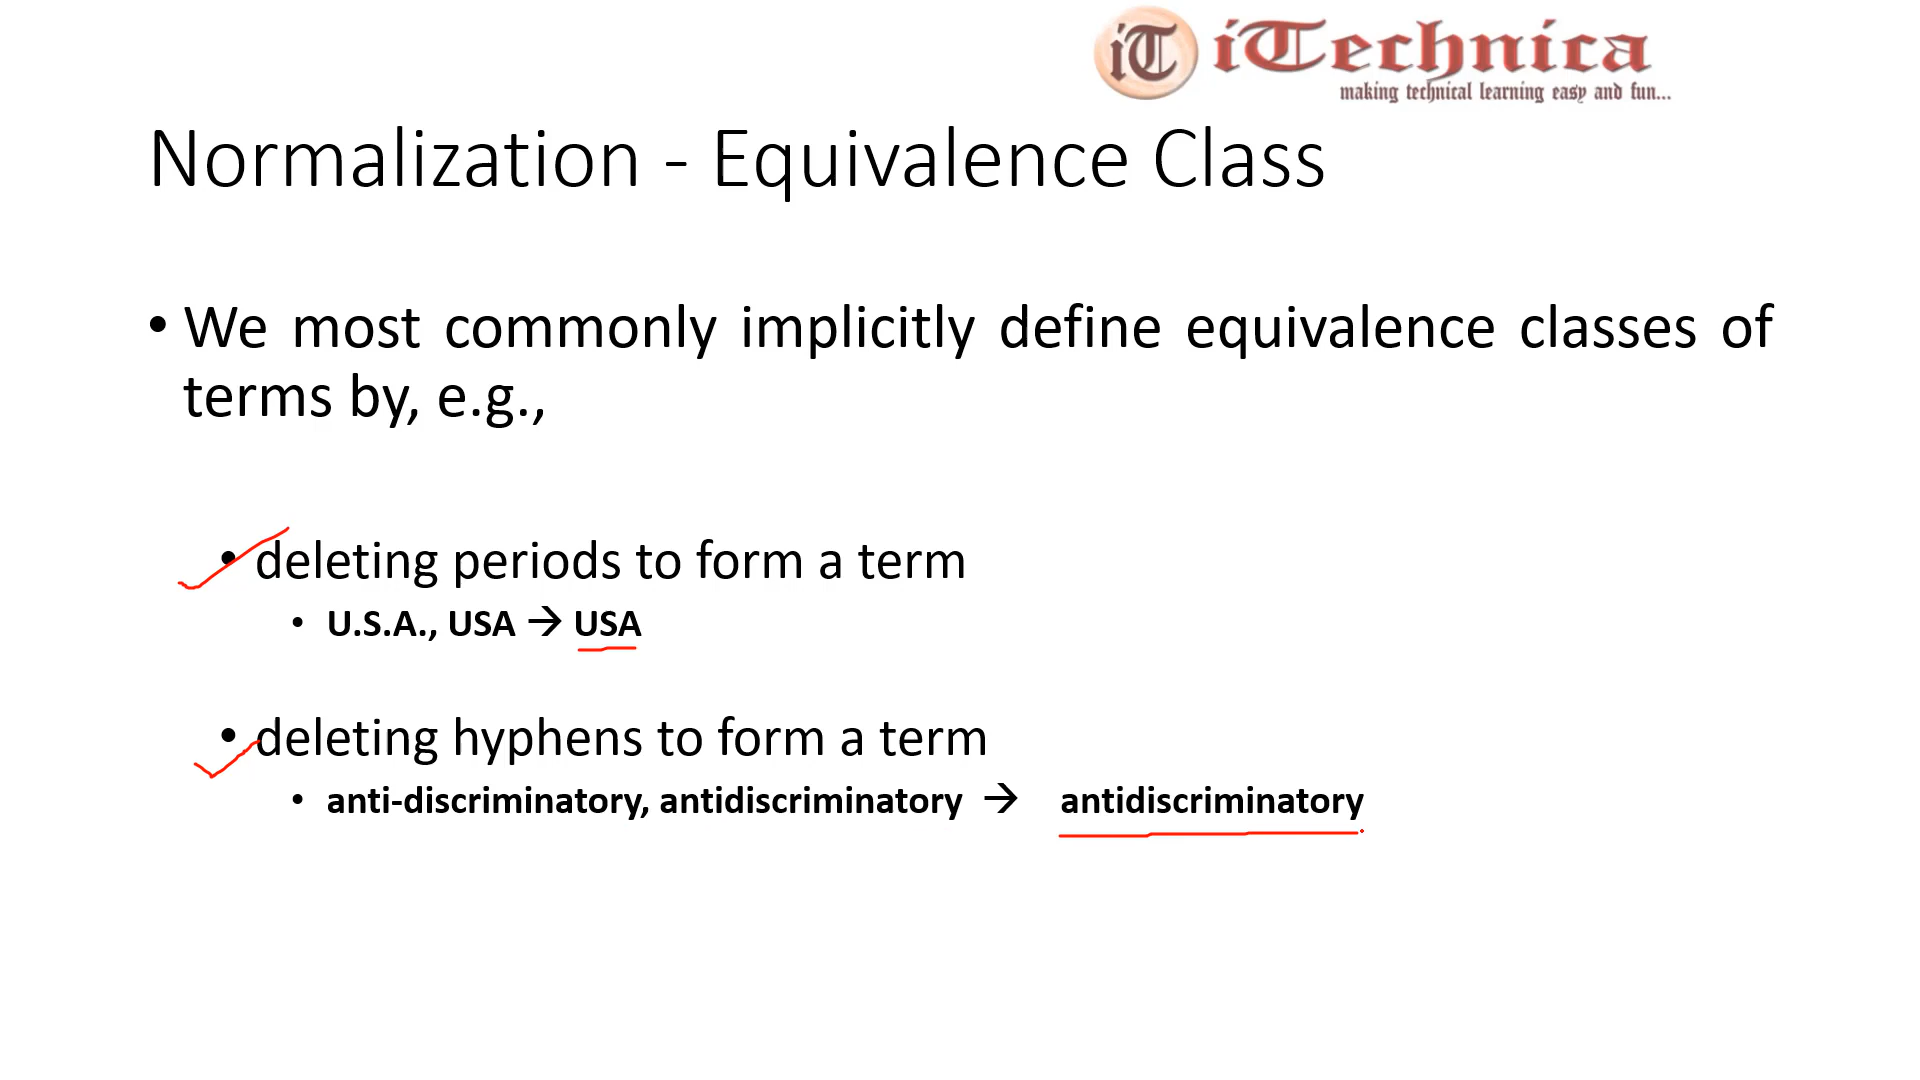 iT iTechnica
making technical learning easy and fun...
Normalization - Equivalence Class
• We most commonly implicitly define equivalence classes of
terms by, e.g.,
• deleting periods to form a term
• U.S.A., USA → USA
• deleting hyphens to form a term
• anti-discriminatory, antidiscriminatory → antidiscriminatory